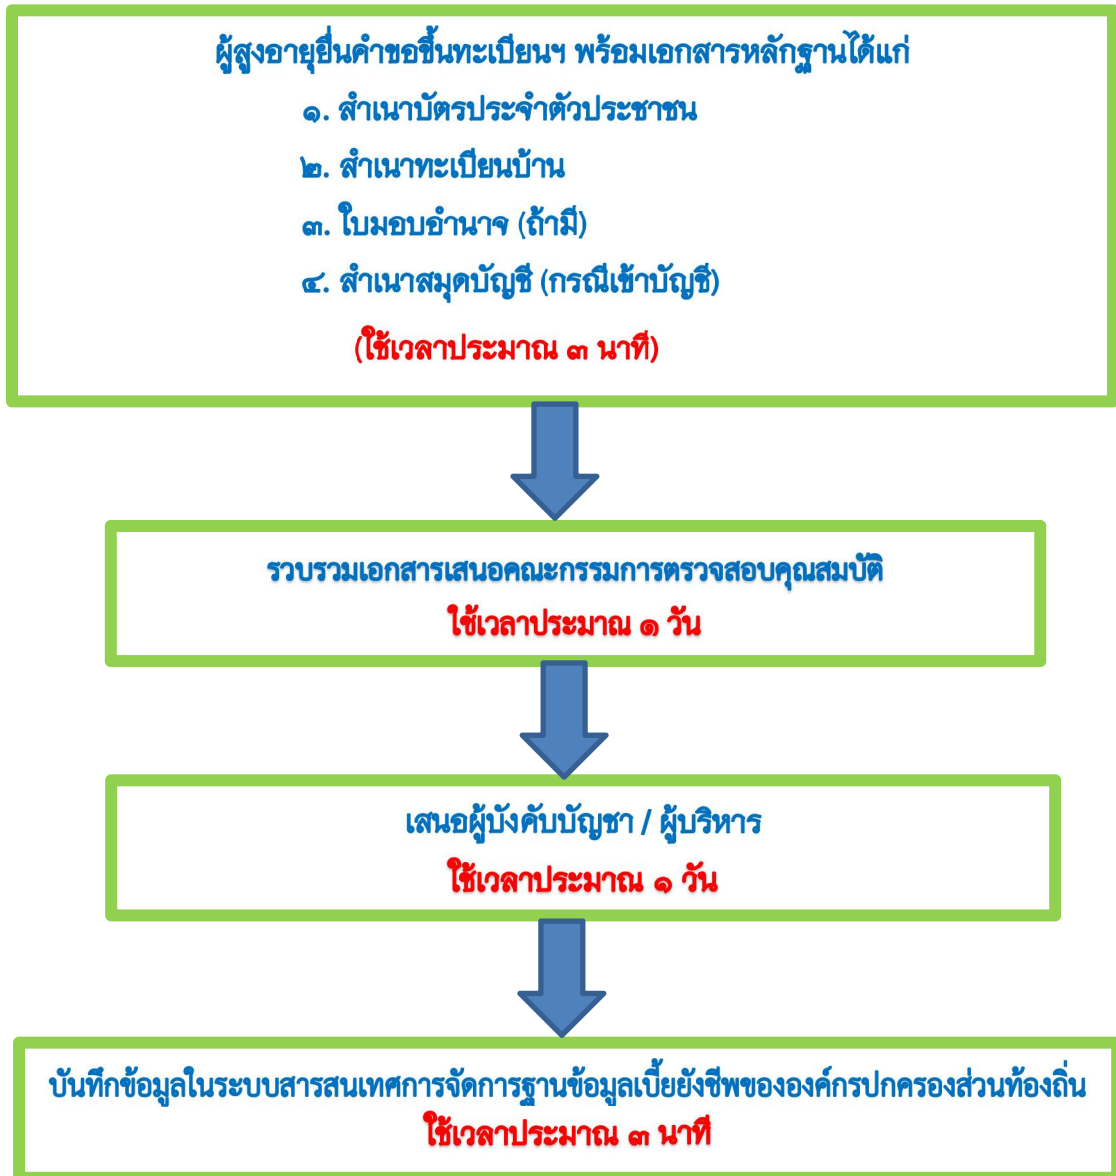 ผู้สูงอายุยื่นคำขอขึ้นทะเบียนฯ พร้อมเอกสารหลักฐานได้แก่
๑. สำเนาบัตรประจำตัวประชาชน
๒. สำเนาทะเบียนบ้าน
๓. ใบมอบอำนาจ (ถ้ามี)
๔. สำเนาสมุดบัญชี (กรณีเข้าบัญชี)
(ใช้เวลาประมาณ ๓ นาที)
รวบรวมเอกสารเสนอคณะกรรมการตรวจสอบคุณสมบัติ
ใช้เวลาประมาณ ๑ วัน
เสนอผู้บังคับบัญชา / ผู้บริหาร
ใช้เวลาประมาณ ๑ วัน
บันทึกข้อมูลในระบบสารสนเทศการจัดการฐานข้อมูลเบี้ยยังชีพขององค์กรปกครองส่วนท้องถิ่น
ใช้เวลาประมาณ ๓ นาที